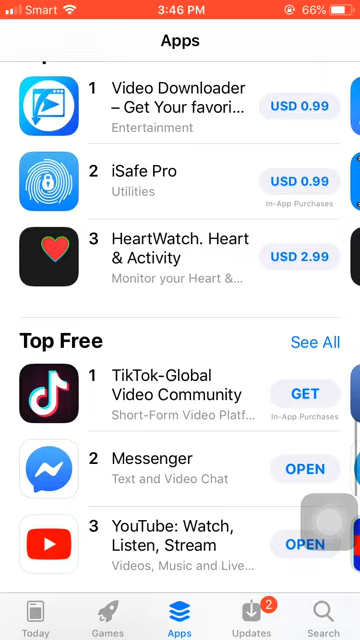 Smart 3:46 PM 66%
Apps
1 Video Downloader
– Get Your favori... USD 0.99
Entertainment
2 iSafe Pro
Utilities USD 0.99
In-App Purchases
3 HeartWatch. Heart
& Activity USD 2.99
Monitor your Heart &...
Top Free See All
1 TikTok-Global
Video Community GET
Short-Form Video Platf... In-App Purchases
2 Messenger OPEN
Text and Video Chat
3 YouTube: Watch,
Listen, Stream OPEN
Videos, Music and Live...
2
Today Games Apps Updates Search